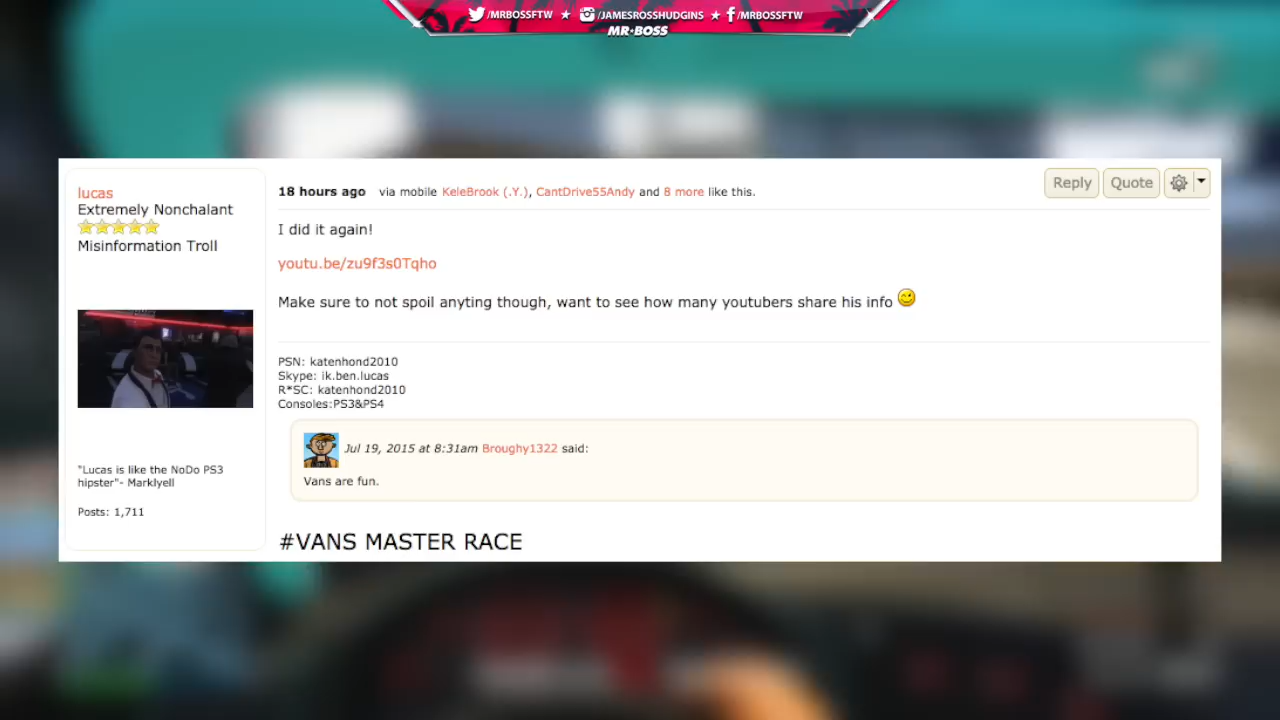 /MRBOSSFTW ★ /JAMESROSSHUDGINS ★ /MRBOSSFTW
MR•BOSS
lucas
Extremely Nonchalant
Misinformation Troll
"Lucas is like the NoDo PS3
hipster"- Marklyell
Posts: 1,711
18 hours ago via mobile KeleBrook (.Y.), CantDrive55Andy and 8 more like this.
Reply Quote
I did it again!
youtu.be/zu9f3s0Tqho
Make sure to not spoil anyting though, want to see how many youtubers share his info
PSN: katenhond2010
Skype: ik.ben.lucas
R*SC: katenhond2010
Consoles:PS3&PS4
Jul 19, 2015 at 8:31am Broughy1322 said:
Vans are fun.
#VANS MASTER RACE